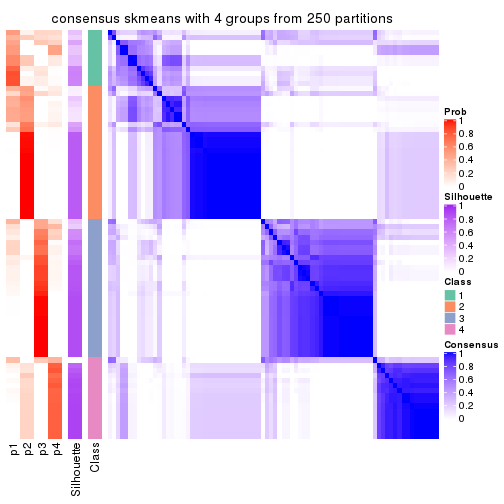 consensus skmeans with 4 groups from 250 partitions
Prob
1
0.8
0.6
0.4
0.2
0
Silhouette
1
0.8
0.6
0.4
0.2
0
Class
1
2
3
4
Consensus
1
0.8
0.6
0.4
0.2
0
p1
p2
p3
p4
Silhouette
Class